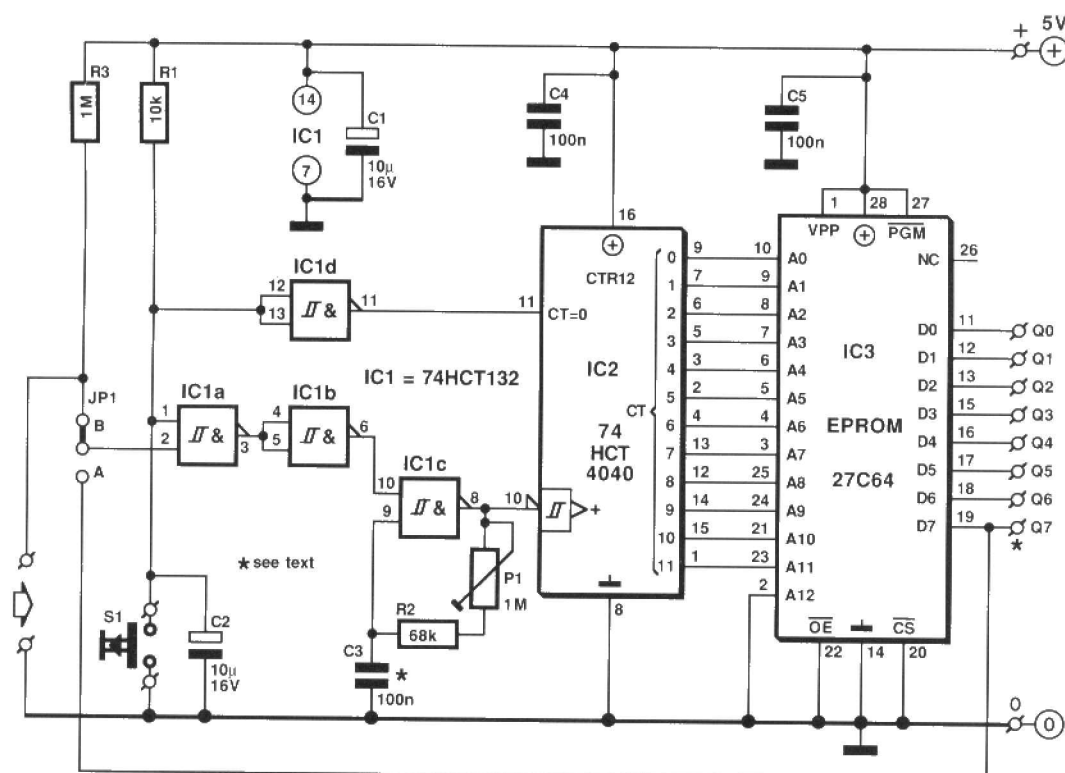 + 5V
R3
1M
R1
10k
14
IC1
7
C1
10µ
16V
C4
100n
C5
100n
16
1 28 27
VPP PGM
NC 26
CTR12
IC1d
12
13
&
11
11 CT=0
IC1 = 74HCT132
IC2
74
HCT
4040
CT
0 9 10 A0
1 7 9 A1
2 6 8 A2
3 5 7 A3
4 3 6 A4
5 2 5 A5
6 4 4 A6
7 13 3 A7
8 12 25 A8
9 14 24 A9
10 15 21 A10
11 1 23 A11
2 A12
IC3
EPROM
27C64
D0 11 Q0
D1 12 Q1
D2 13 Q2
D3 15 Q3
D4 16 Q4
D5 17 Q5
D6 18 Q6
D7 19 Q7
*
JP1
B
A
IC1a
1
2
&
3
IC1b
4
5
&
6
IC1c
10
9
&
8
10
+
* see text
P1
1M
R2
68k
C3
*
100n
S1
C2
10µ
16V
8
OE CS
22 14 20
0 0